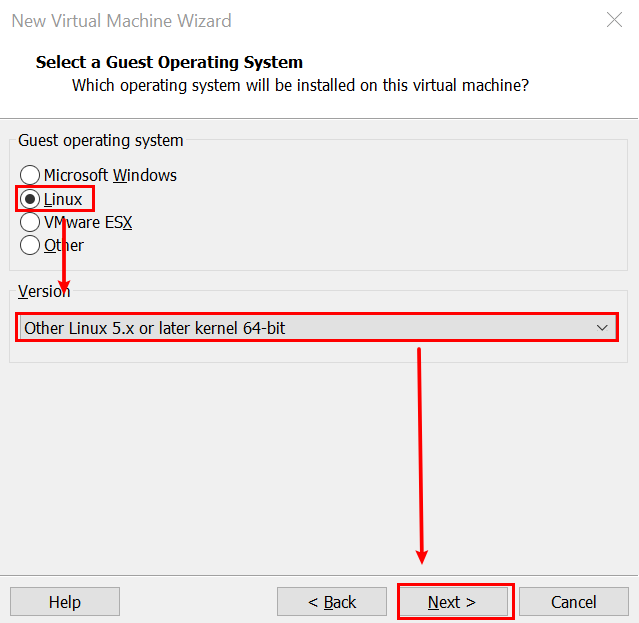 New Virtual Machine Wizard
Select a Guest Operating System
Which operating system will be installed on this virtual machine?
Guest operating system
Microsoft Windows
Linux
VMware ESX
Other
Version
Other Linux 5.x or later kernel 64-bit
Help
< Back
Next >
Cancel